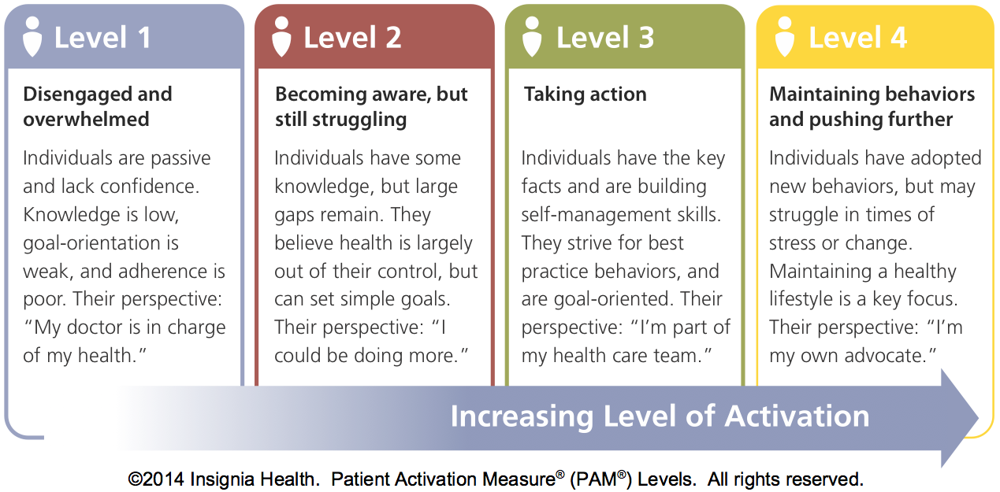 Level 1
Disengaged and
overwhelmed
Individuals are passive
and lack confidence.
Knowledge is low,
goal-orientation is
weak, and adherence is
poor. Their perspective:
“My doctor is in charge
of my health.”
Level 2
Becoming aware, but
still struggling
Individuals have some
knowledge, but large
gaps remain. They
believe health is largely
out of their control, but
can set simple goals.
Their perspective: “I
could be doing more.”
Level 3
Taking action
Individuals have the key
facts and are building
self-management skills.
They strive for best
practice behaviors, and
are goal-oriented. Their
perspective: “I’m part of
my health care team.”
Level 4
Maintaining behaviors
and pushing further
Individuals have adopted
new behaviors, but may
struggle in times of
stress or change.
Maintaining a healthy
lifestyle is a key focus.
Their perspective: “I’m
my own advocate.”
Increasing Level of Activation
©2014 Insignia Health. Patient Activation Measure® (PAM®) Levels. All rights reserved.